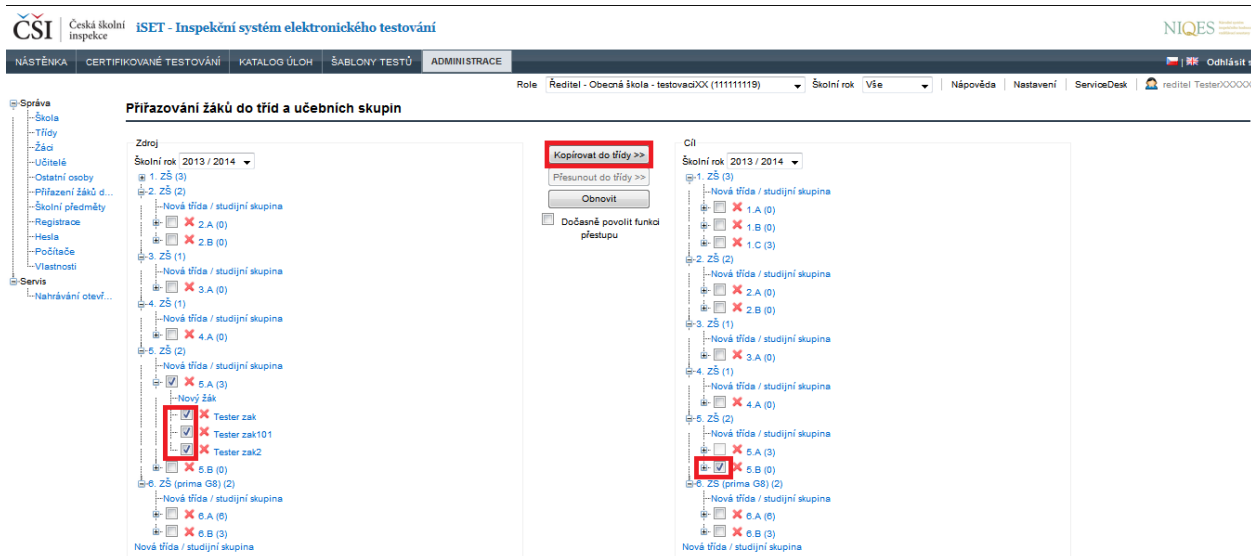 ČŠI Česká školní
inspekce
iSET - Inspekční systém elektronického testování
NIQES
NÁSTĚNKA CERTIFIKOVANÉ TESTOVÁNÍ KATALOG ÚLOH ŠABLONY TESTŮ ADMINISTRACE
| Odhlásit s
Role Ředitel - Obecná škola - testovaciXX (111111119) Školní rok Vše Nápověda Nastavení ServiceDesk reditel TesterXXXXX
Správa
Škola
Třídy
Žáci
Učitelé
Ostatní osoby
Přiřazení žáků d...
Školní předměty
Registrace
Hesla
Počítače
Vlastnosti
Servis
Nahrávání otevř...
Přiřazování žáků do tříd a učebních skupin
Zdroj
Školní rok 2013 / 2014
1. ZŠ (3)
2. ZŠ (2)
Nová třída / studijní skupina
2.A (0)
2.B (0)
3. ZŠ (1)
Nová třída / studijní skupina
3.A (0)
4. ZŠ (1)
Nová třída / studijní skupina
4.A (0)
5. ZŠ (2)
Nová třída / studijní skupina
5.A (3)
Nový žák
Tester zak
Tester zak101
Tester zak2
5.B (0)
6. ZŠ (prima G8) (2)
Nová třída / studijní skupina
6.A (6)
6.B (3)
Nová třída / studijní skupina
Kopírovat do třídy >>
Přesunout do třídy >>
Obnovit
Dočasně povolit funkci
přestupu
Cíl
Školní rok 2013 / 2014
1. ZŠ (3)
Nová třída / studijní skupina
1.A (0)
1.B (0)
1.C (3)
2. ZŠ (2)
Nová třída / studijní skupina
2.A (0)
2.B (0)
3. ZŠ (1)
Nová třída / studijní skupina
3.A (0)
4. ZŠ (1)
Nová třída / studijní skupina
4.A (0)
5. ZŠ (2)
Nová třída / studijní skupina
5.A (3)
5.B (0)
6. ZŠ (prima G8) (2)
Nová třída / studijní skupina
6.A (6)
6.B (3)
Nová třída / studijní skupina